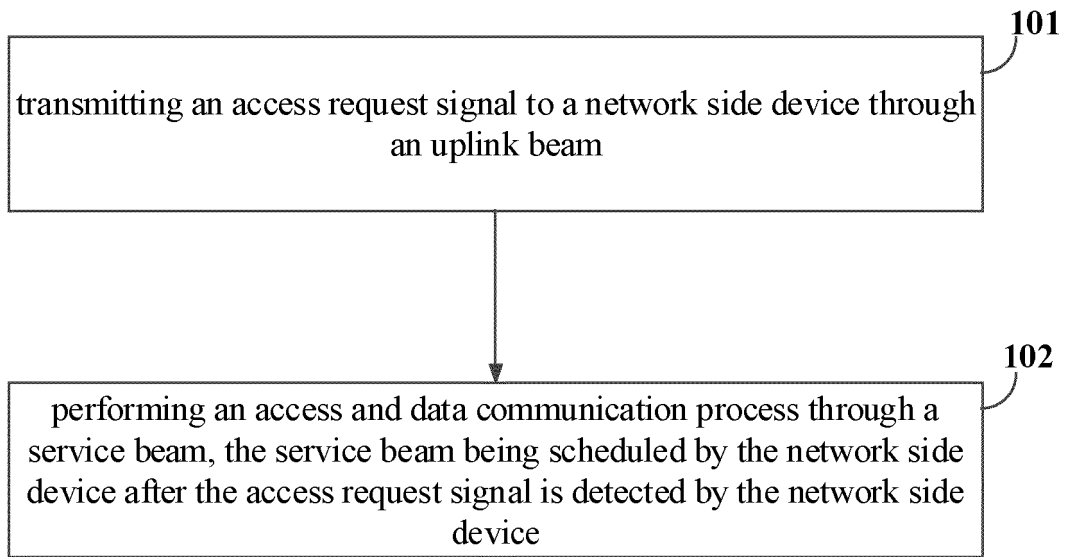 101
transmitting an access request signal to a network side device through
an uplink beam
102
performing an access and data communication process through a
service beam, the service beam being scheduled by the network side
device after the access request signal is detected by the network side
device